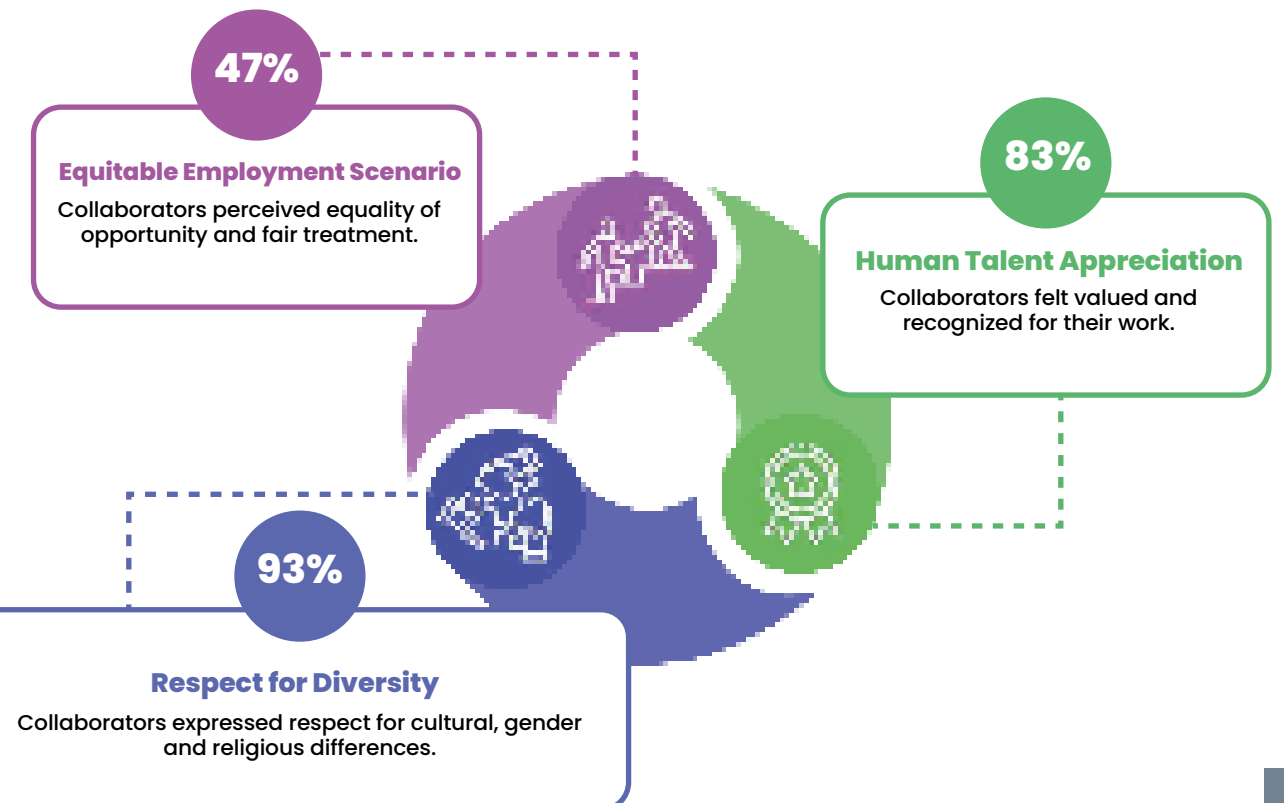 47%
Equitable Employment Scenario
Collaborators perceived equality of
opportunity and fair treatment.
83%
Human Talent Appreciation
Collaborators felt valued and
recognized for their work.
93%
Respect for Diversity
Collaborators expressed respect for cultural, gender
and religious differences.